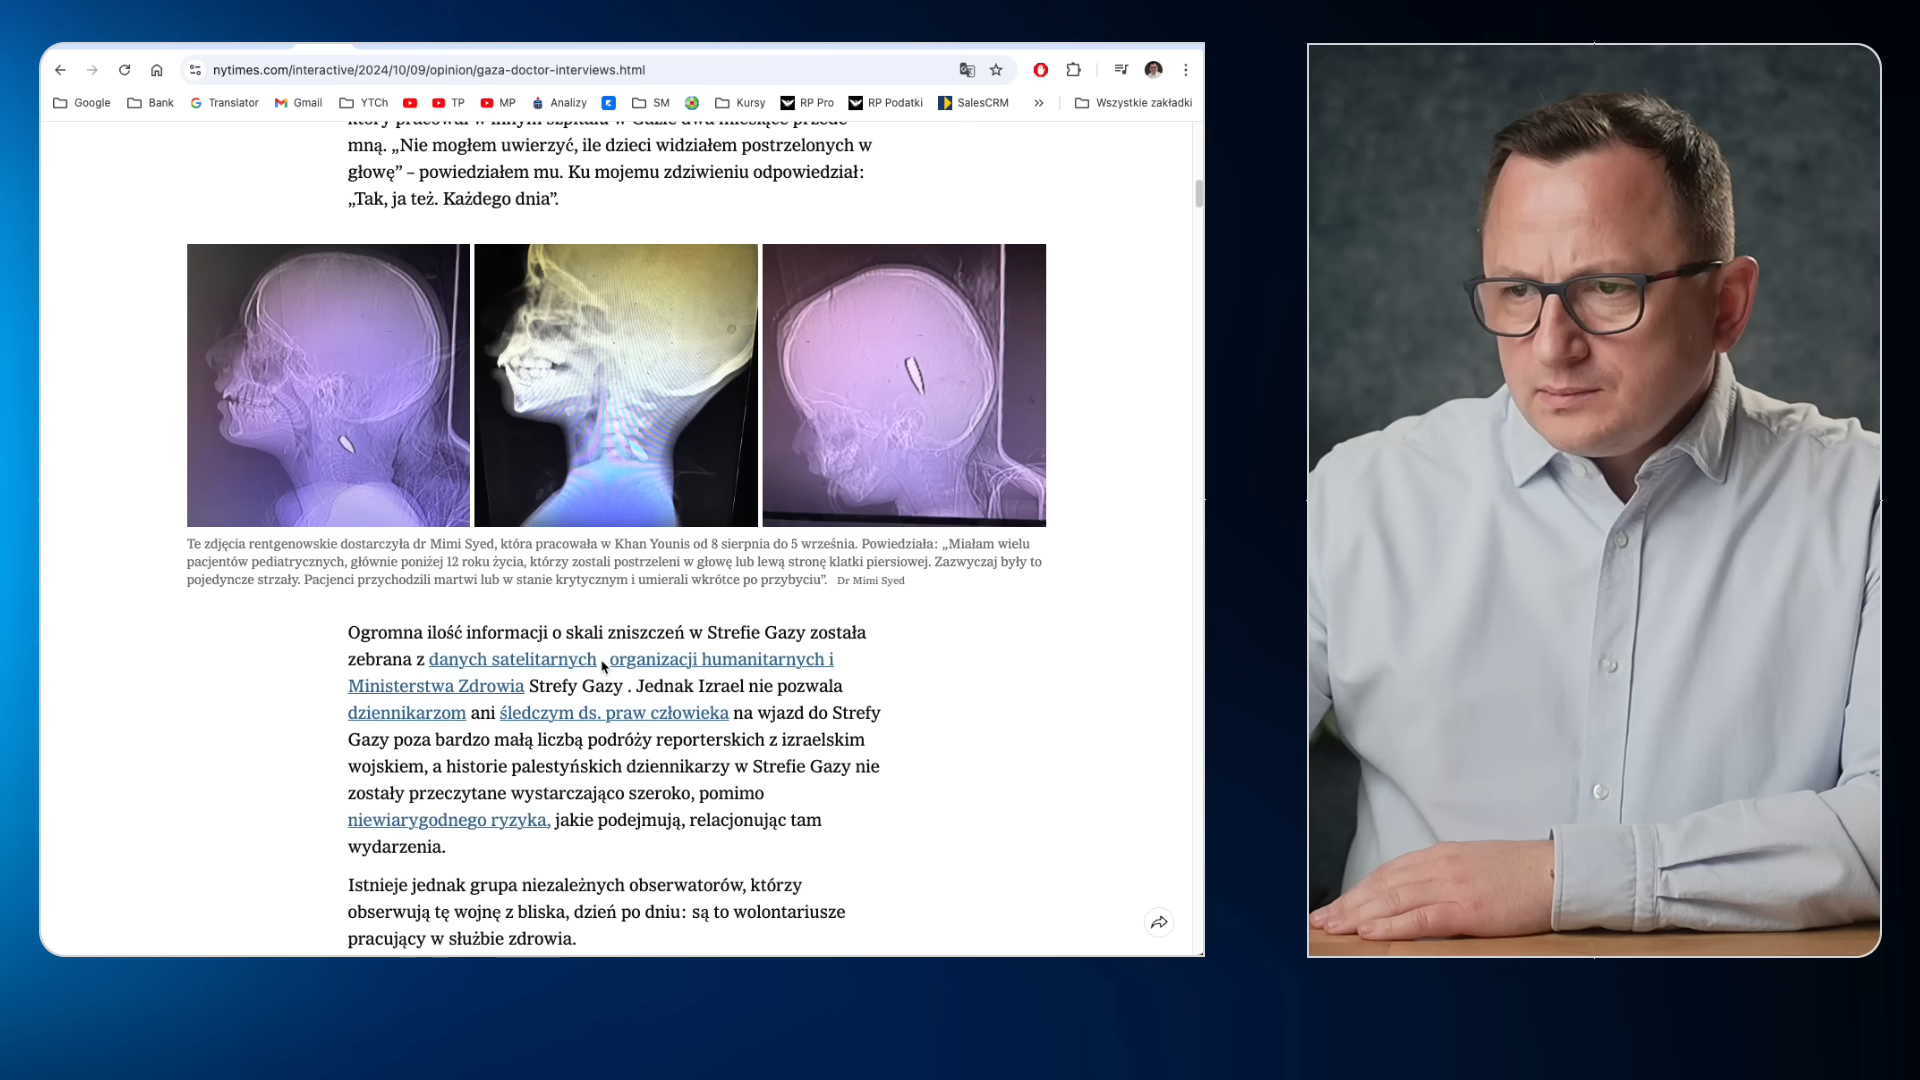 nytimes.com/interactive/2024/10/09/opinion/gaza-doctor-interviews.html
Google Bank Translator Gmail YTCh TP MP Analizy SM Kursy RP Pro RP Podatki SalesCRM » Wszystkie zakładki
który pracował w innym szpitalu w Gazie dwa miesiące przede
mną. „Nie mogłem uwierzyć, ile dzieci widziałem postrzelonych w
głowę” – powiedziałem mu. Ku mojemu zdziwieniu odpowiedział:
„Tak, ja też. Każdego dnia”.
Te zdjęcia rentgenowskie dostarczyła dr Mimi Syed, która pracowała w Khan Younis od 8 sierpnia do 5 września. Powiedziała: „Miałam wielu
pacjentów pediatrycznych, głównie poniżej 12 roku życia, którzy zostali postrzeleni w głowę lub lewą stronę klatki piersiowej. Zazwyczaj były to
pojedyncze strzały. Pacjenci przychodzili martwi lub w stanie krytycznym i umierali wkrótce po przybyciu”. Dr Mimi Syed
Ogromna ilość informacji o skali zniszczeń w Strefie Gazy została
zebrana z danych satelitarnych , organizacji humanitarnych i
Ministerstwa Zdrowia Strefy Gazy . Jednak Izrael nie pozwala
dziennikarzom ani śledczym ds. praw człowieka na wjazd do Strefy
Gazy poza bardzo małą liczbą podróży reporterskich z izraelskim
wojskiem, a historie palestyńskich dziennikarzy w Strefie Gazy nie
zostały przeczytane wystarczająco szeroko, pomimo
niewiarygodnego ryzyka, jakie podejmują, relacjonując tam
wydarzenia.
Istnieje jednak grupa niezależnych obserwatorów, którzy
obserwują tę wojnę z bliska, dzień po dniu: są to wolontariusze
pracujący w służbie zdrowia.